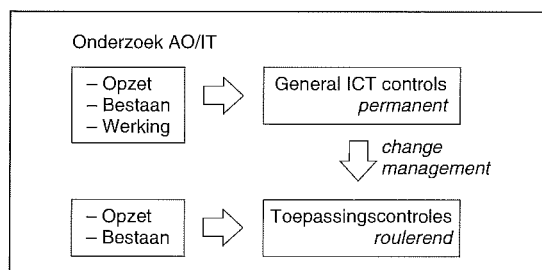 Onderzoek AO/IT
– Opzet
– Bestaan
– Werking
General ICT controls
permanent
change
management
– Opzet
– Bestaan
Toepassingscontroles
roulerend